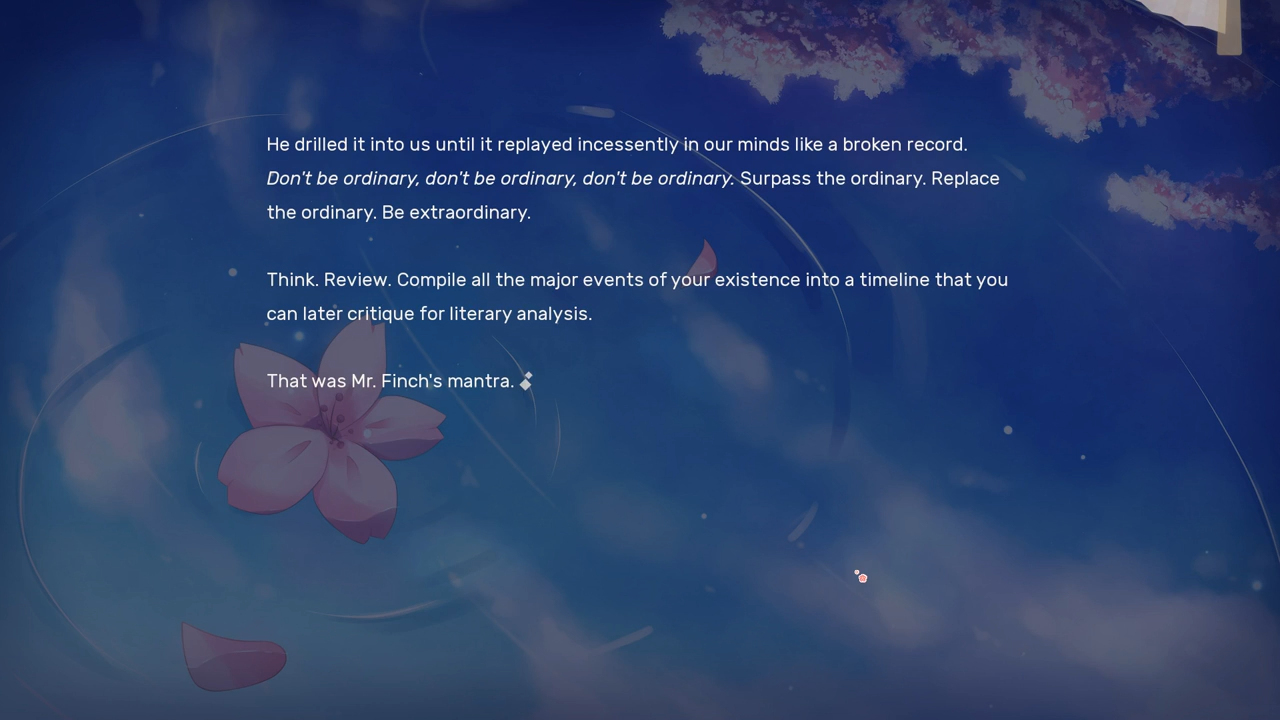 He drilled it into us until it replayed incessently in our minds like a broken record.
Don't be ordinary, don't be ordinary, don't be ordinary. Surpass the ordinary. Replace
the ordinary. Be extraordinary.
Think. Review. Compile all the major events of your existence into a timeline that you
can later critique for literary analysis.
That was Mr. Finch's mantra.